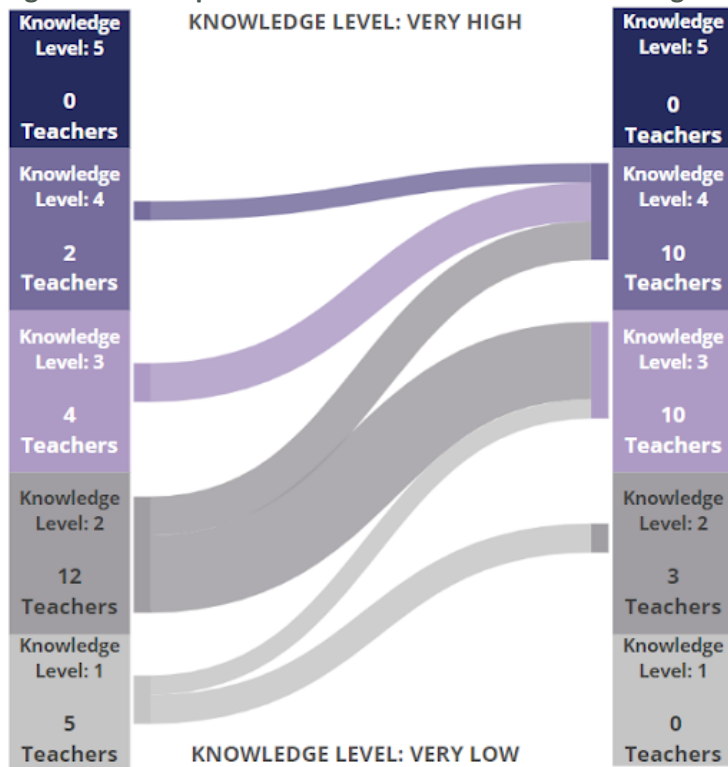 KNOWLEDGE LEVEL: VERY HIGH
Knowledge
Level: 5
0
Teachers
Knowledge
Level: 4
2
Teachers
Knowledge
Level: 3
4
Teachers
Knowledge
Level: 2
12
Teachers
Knowledge
Level: 1
5
Teachers
Knowledge
Level: 5
0
Teachers
Knowledge
Level: 4
10
Teachers
Knowledge
Level: 3
10
Teachers
Knowledge
Level: 2
3
Teachers
Knowledge
Level: 1
0
Teachers
KNOWLEDGE LEVEL: VERY LOW